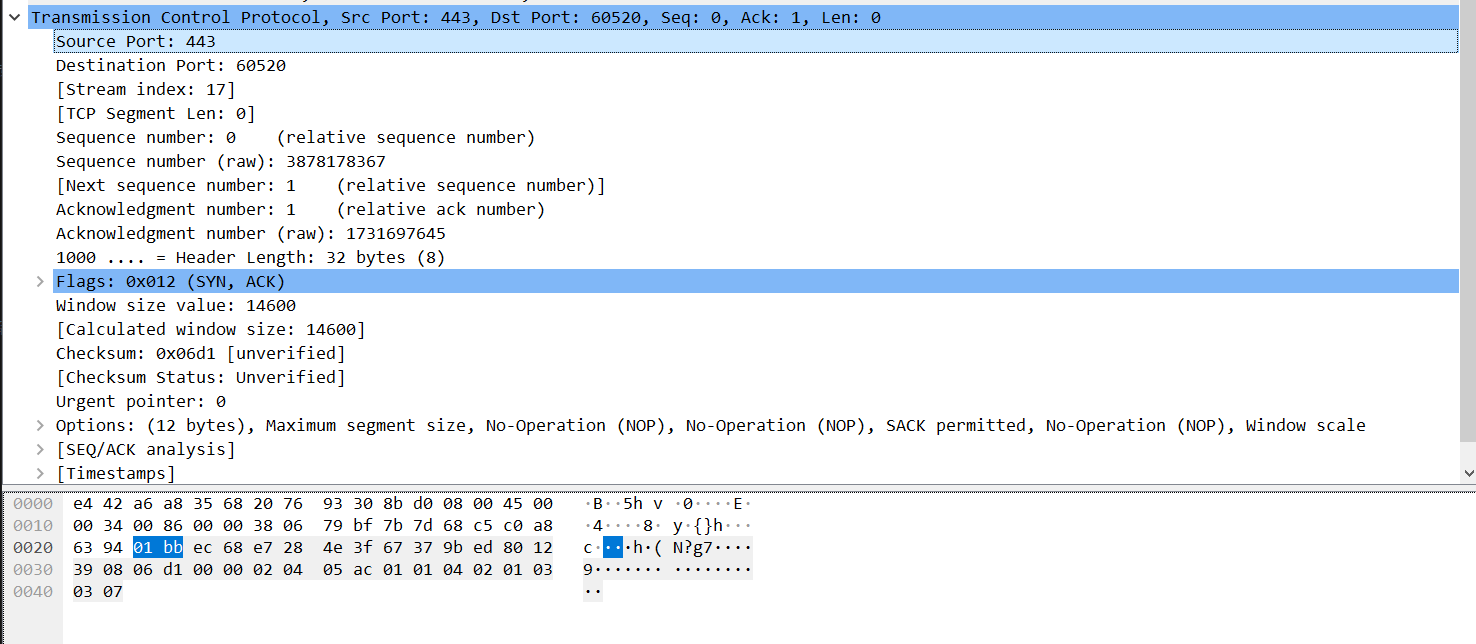 Transmission Control Protocol, Src Port: 443, Dst Port: 60520, Seq: 0, Ack: 1, Len: 0
Source Port: 443
Destination Port: 60520
[Stream index: 17]
[TCP Segment Len: 0]
Sequence number: 0    (relative sequence number)
Sequence number (raw): 3878178367
[Next sequence number: 1    (relative sequence number)]
Acknowledgment number: 1    (relative ack number)
Acknowledgment number (raw): 1731697645
1000 .... = Header Length: 32 bytes (8)
Flags: 0x012 (SYN, ACK)
Window size value: 14600
[Calculated window size: 14600]
Checksum: 0x06d1 [unverified]
[Checksum Status: Unverified]
Urgent pointer: 0
Options: (12 bytes), Maximum segment size, No-Operation (NOP), No-Operation (NOP), SACK permitted, No-Operation (NOP), Window scale
[SEQ/ACK analysis]
[Timestamps]
0000  e4 42 a6 a8 35 68 20 76  93 30 8b d0 08 00 45 00   ·B··5h v ·0····E·
0010  00 34 00 86 00 00 38 06  79 bf 7b 7d 68 c5 c0 a8   ·4····8· y·{}h···
0020  63 94 01 bb ec 68 e7 28  4e 3f 67 37 9b ed 80 12   c····h·( N?g7····
0030  39 08 06 d1 00 00 02 04  05 ac 01 01 04 02 01 03   9······· ········
0040  03 07   ··